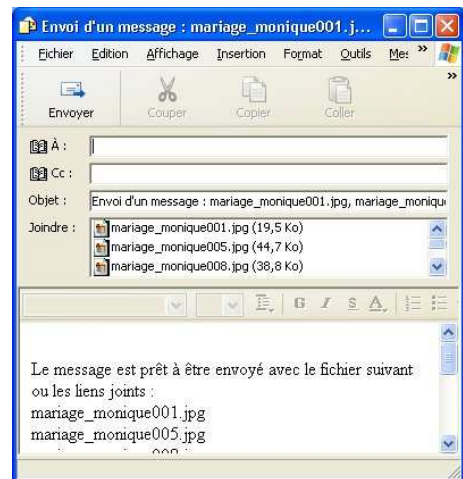 Envoi d'un message : mariage_monique001.j...
Fichier Edition Affichage Insertion Format Outils Mes »
Envoyer Couper Copier Coller »
À :
Cc :
Objet : Envoi d'un message : mariage_monique001.jpg, mariage_moniqu
Joindre : mariage_monique001.jpg (19,5 Ko)
mariage_monique005.jpg (44,7 Ko)
mariage_monique008.jpg (38,8 Ko)
G I S A
Le message est prêt à être envoyé avec le fichier suivant
ou les liens joints :
mariage_monique001.jpg
mariage_monique005.jpg